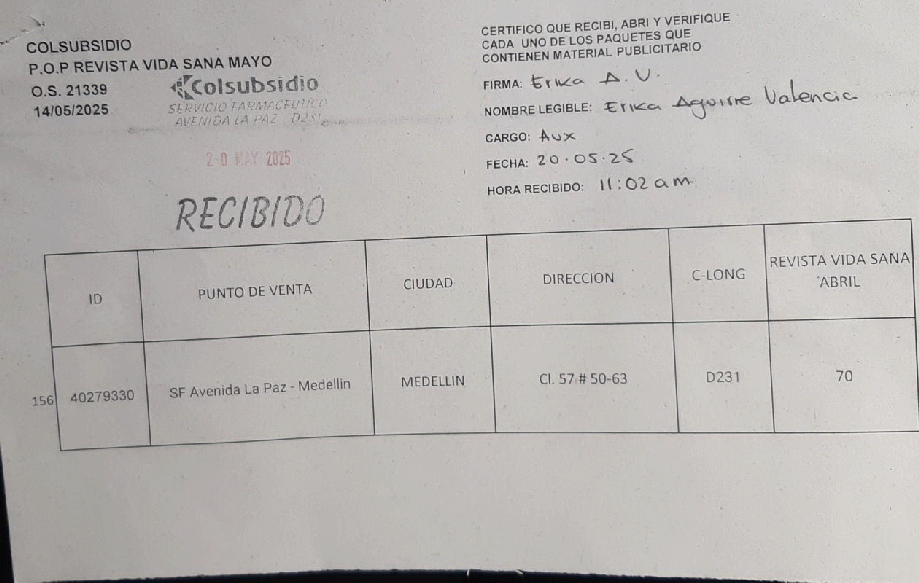 COLSUBSIDIO
P.O.P REVISTA VIDA SANA MAYO
O.S. 21339
14/05/2025
Colsubsidio
SERVICIO FARMACEUTICO
AVENIDA LA PAZ D231
20 MAY 2025
RECIBIDO
CERTIFICO QUE RECIBI, ABRI Y VERIFIQUE
CADA UNO DE LOS PAQUETES QUE
CONTIENEN MATERIAL PUBLICITARIO
FIRMA: Erika A.V.
NOMBRE LEGIBLE: Erika Aguirre Valencia
CARGO: Aux
FECHA: 20.05.25
HORA RECIBIDO: 11:02 am
ID PUNTO DE VENTA CIUDAD DIRECCION C-LONG REVISTA VIDA SANA
ABRIL
156 40279330 SF Avenida La Paz - Medellin MEDELLIN Cl. 57 # 50-63 D231 70